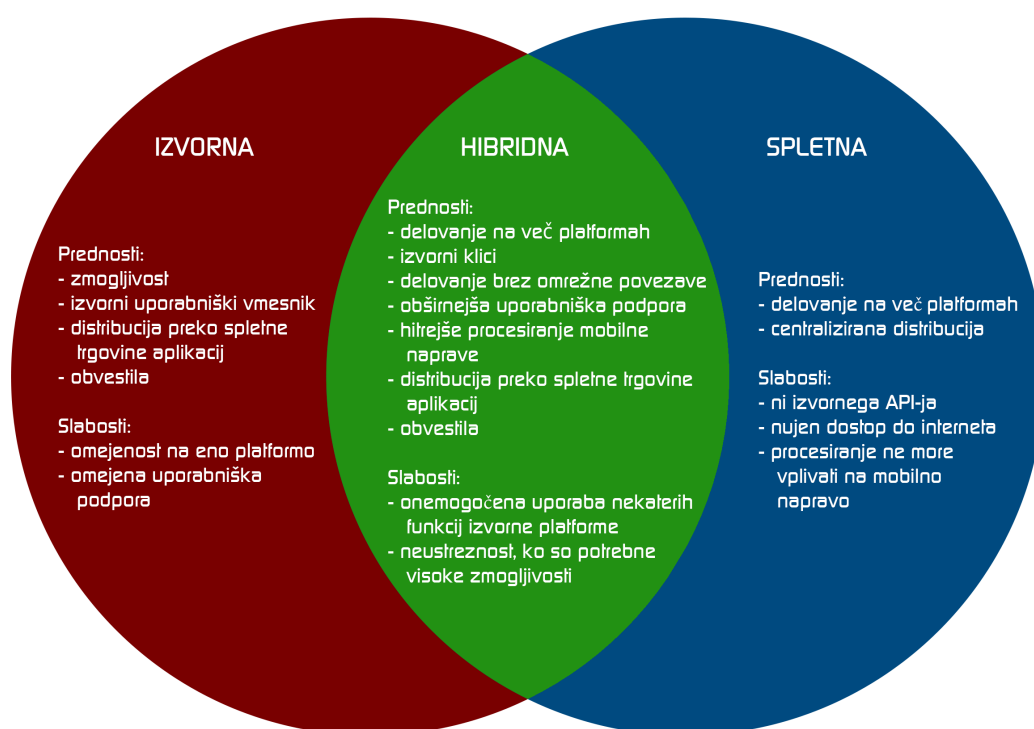 IZVORNA
Prednosti:
- zmogljivost
- izvorni uporabniški vmesnik
- distribucija preko spletne
trgovine aplikacij
- obvestila
Slabosti:
- omejenost na eno platformo
- omejena uporabniška
podpora
HIBRIDNA
Prednosti:
- delovanje na več platformah
- izvorni klici
- delovanje brez omrežne povezave
- obširnejša uporabniška podpora
- hitrejše procesiranje mobilne
naprave
- distribucija preko spletne trgovine
aplikacij
- obvestila
Slabosti:
- onemogočena uporaba nekaterih
funkcij izvorne platforme
- neustreznost, ko so potrebne
visoke zmogljivosti
SPLETNA
Prednosti:
- delovanje na več platformah
- centralizirana distribucija
Slabosti:
- ni izvornega API-ja
- nujen dostop do interneta
- procesiranje ne more
vplivati na mobilno
napravo